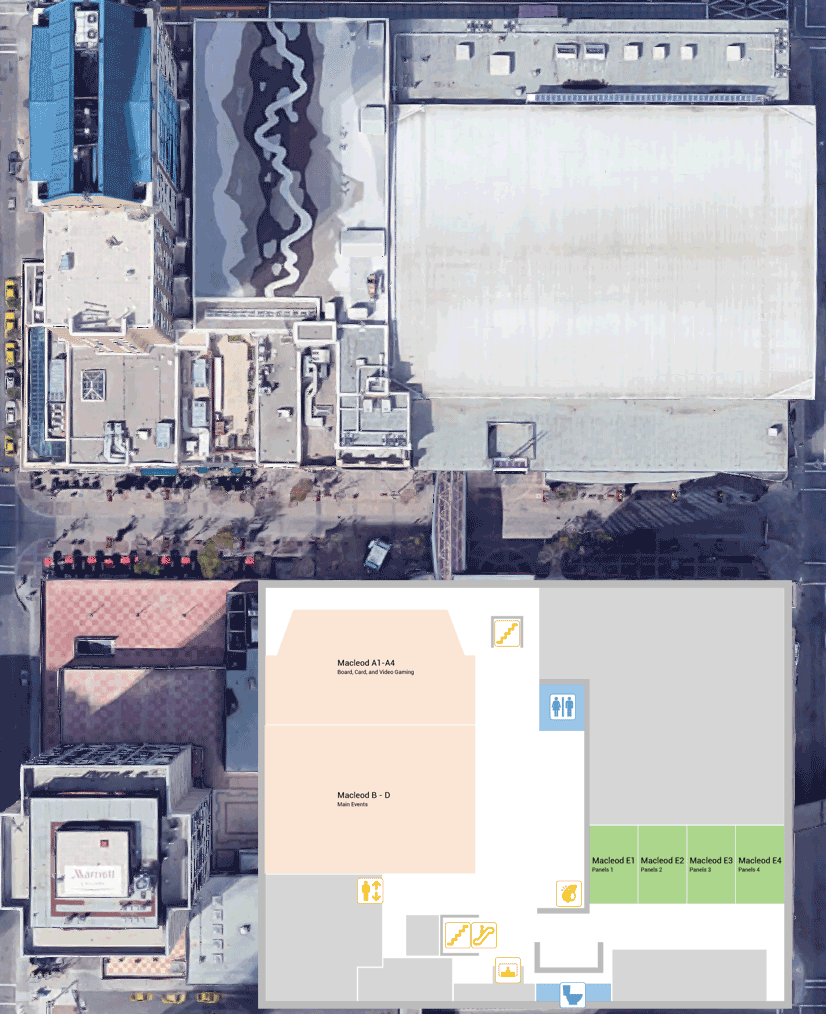 Macleod A1-A4
Board, Card, and Video Gaming
Macleod B - D
Main Events
Macleod E1
Panels 1
Macleod E2
Panels 2
Macleod E3
Panels 3
Macleod E4
Panels 4
Marriott